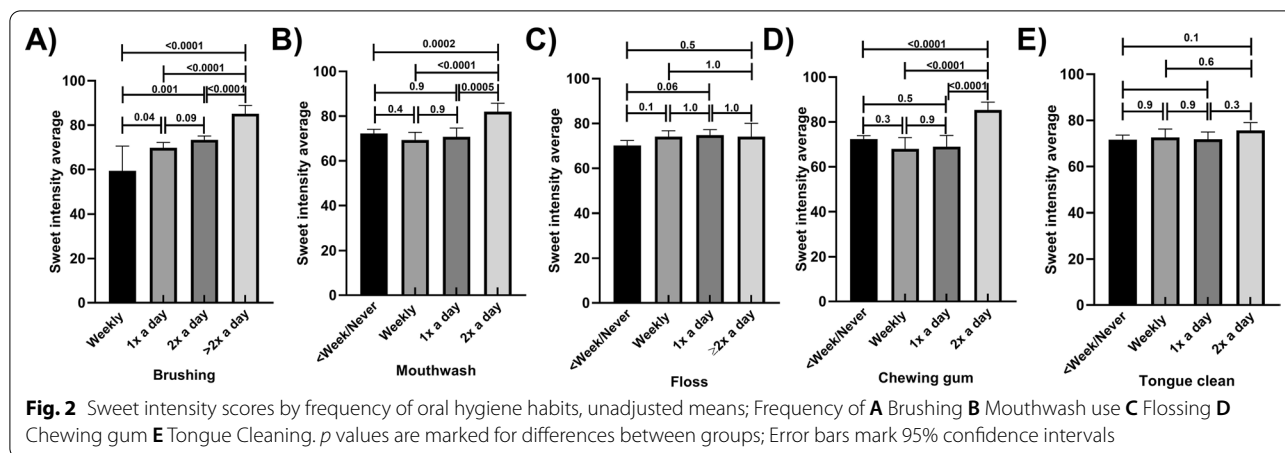 A)
<0.0001
<0.0001
0.001
<0.0001
0.04
0.09
Sweet intensity average
100
80
60
40
20
0
Weekly
1x a day
2x a day
>2x a day
Brushing
B)
0.0002
<0.0001
0.9
0.0005
0.4
0.9
Sweet intensity average
100
80
60
40
20
0
<Week/Never
Weekly
1x a day
2x a day
Mouthwash
C)
0.5
1.0
0.06
0.1
1.0
1.0
Sweet intensity average
100
80
60
40
20
0
<Week/Never
Weekly
1x a day
≥2x a day
Floss
D)
<0.0001
<0.0001
0.5
<0.0001
0.3
0.9
Sweet intensity average
100
80
60
40
20
0
<Week/Never
Weekly
1x a day
2x a day
Chewing gum
E)
0.1
0.6
0.9
0.9
0.3
Sweet intensity average
100
80
60
40
20
0
<Week/Never
Weekly
1x a day
2x a day
Tongue clean
Fig. 2 Sweet intensity scores by frequency of oral hygiene habits, unadjusted means; Frequency of A Brushing B Mouthwash use C Flossing D
Chewing gum E Tongue Cleaning. p values are marked for differences between groups; Error bars mark 95% confidence intervals